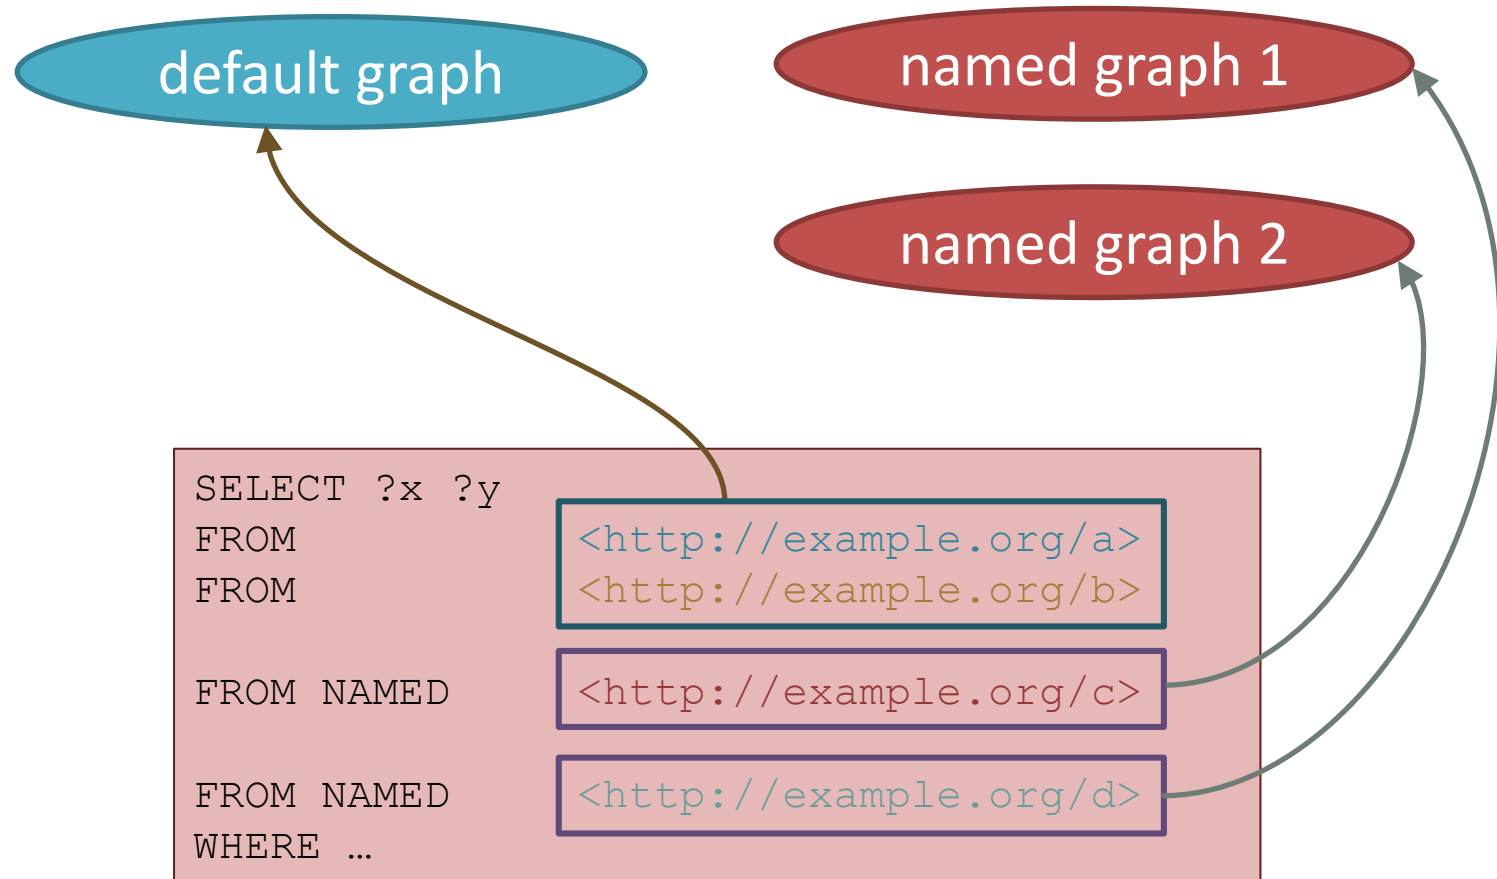 default graph
named graph 1
named graph 2
SELECT ?x ?y
FROM <http://example.org/a>
FROM <http://example.org/b>
FROM NAMED <http://example.org/c>
FROM NAMED <http://example.org/d>
WHERE …